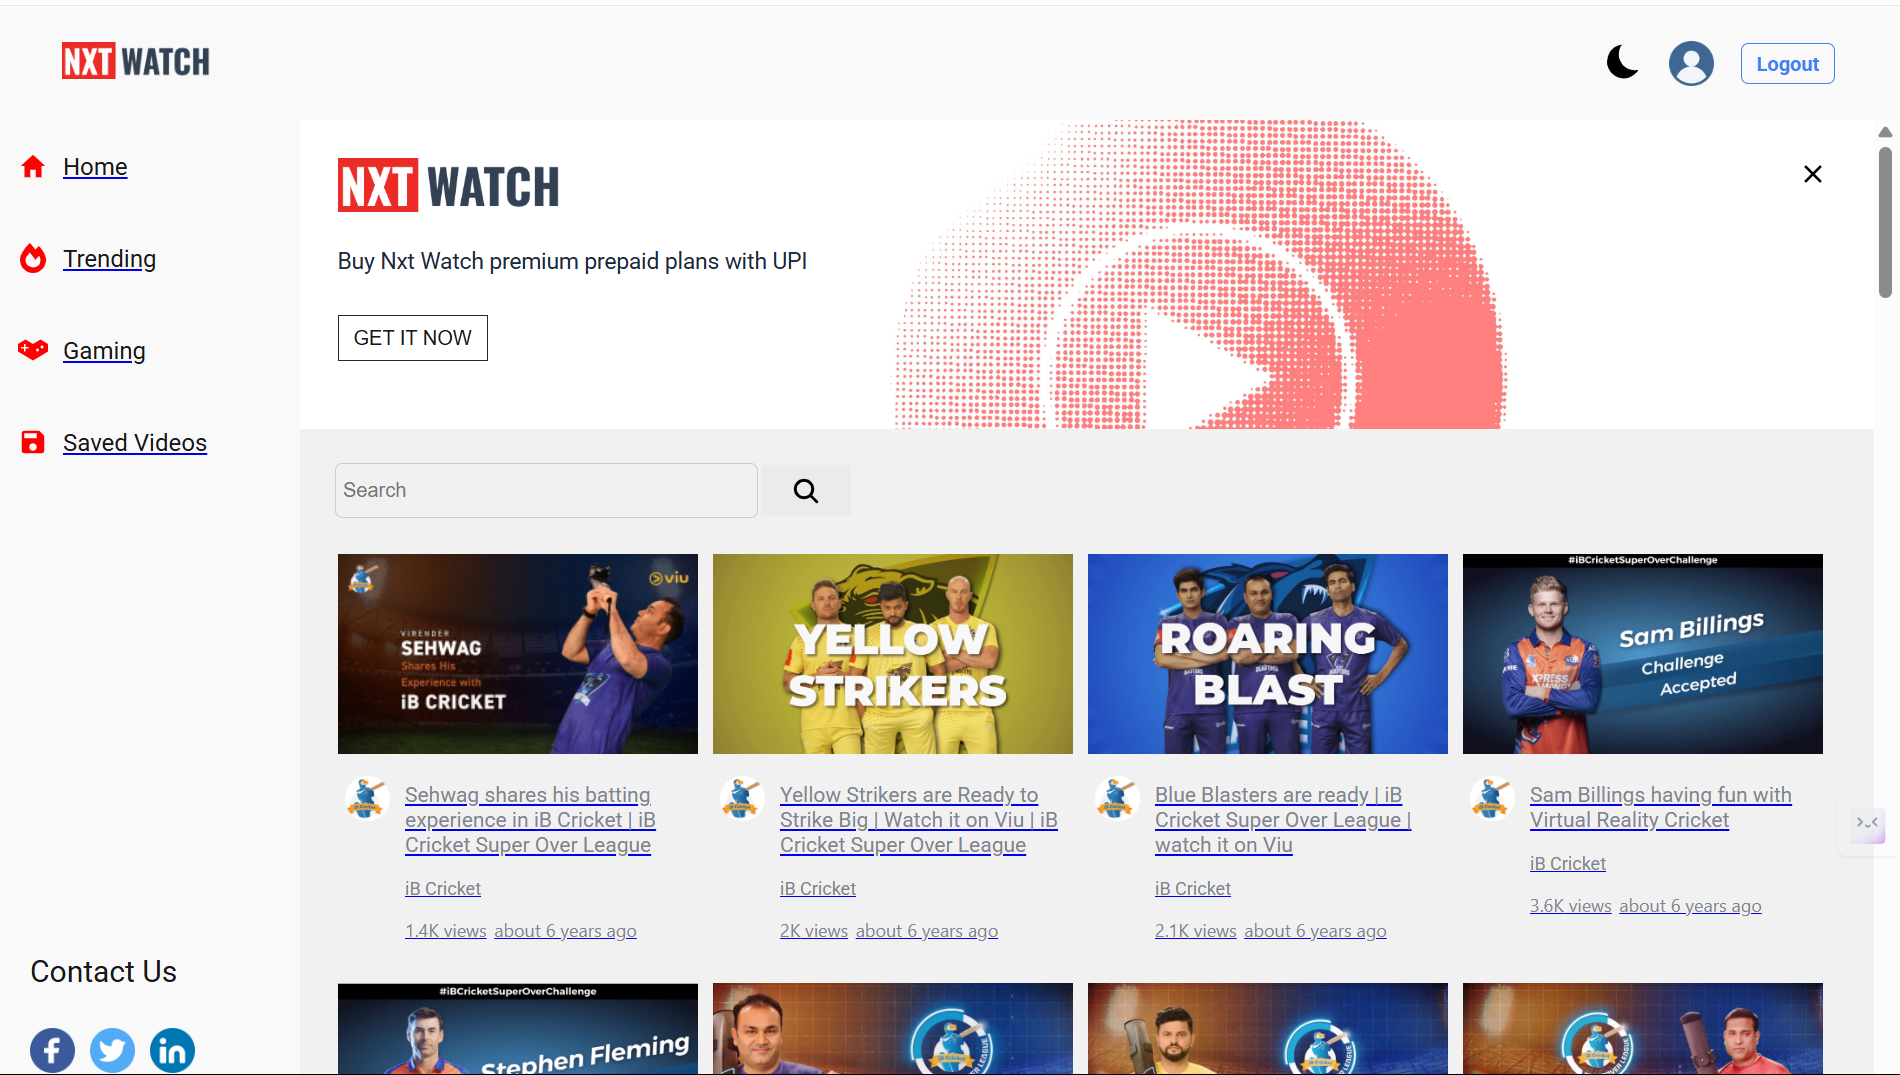 NXT WATCH
Logout
Home
Trending
Gaming
Saved Videos
Contact Us
NXT WATCH
Buy Nxt Watch premium prepaid plans with UPI
GET IT NOW
Search
viu
VIRENDER
SEHWAG
Shares His
Experience with
iB CRICKET
YELLOW
STRIKERS
ROARING
BLAST
#iBCricketSuperOverChallenge
Sam Billings
Challenge
Accepted
Sehwag shares his batting
experience in iB Cricket | iB
Cricket Super Over League
iB Cricket
1.4K views about 6 years ago
Yellow Strikers are Ready to
Strike Big | Watch it on Viu | iB
Cricket Super Over League
iB Cricket
2K views about 6 years ago
Blue Blasters are ready | iB
Cricket Super Over League |
watch it on Viu
iB Cricket
2.1K views about 6 years ago
Sam Billings having fun with
Virtual Reality Cricket
iB Cricket
3.6K views about 6 years ago
#iBCricketSuperOverChallenge
Stephen Fleming